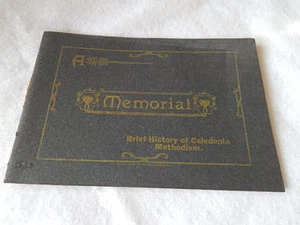 Memorial
Brief History of Caledonia
Methodism.